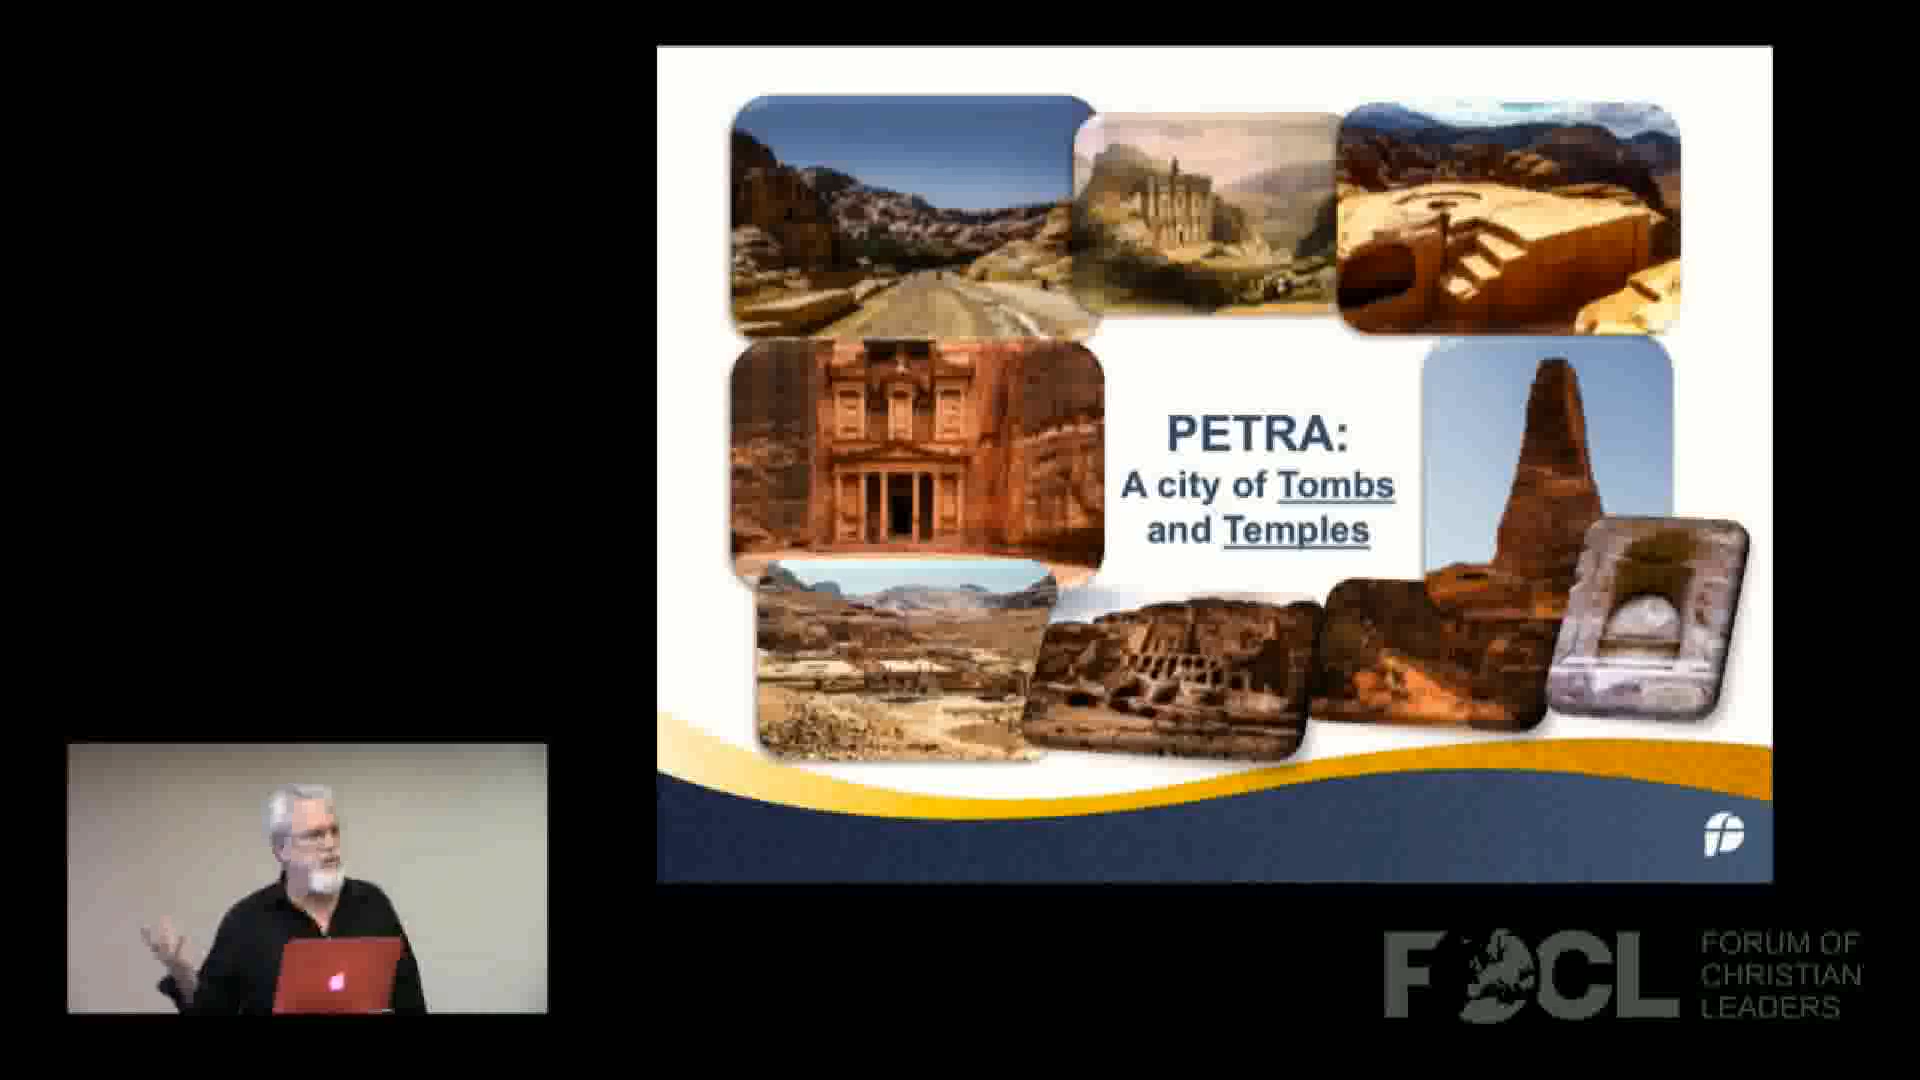 PETRA:
A city of Tombs
and Temples
FOCL
FORUM OF
CHRISTIAN
LEADERS